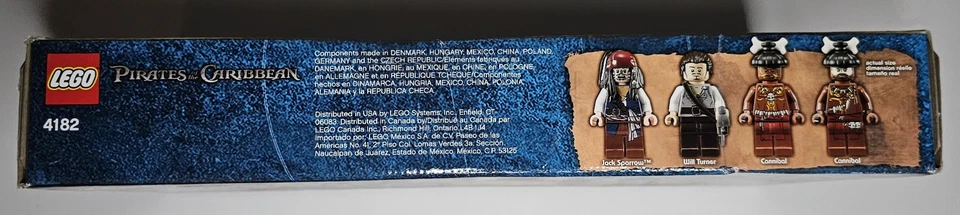 LEGO
PIRATES of the CARIBBEAN
4182
Components made in DENMARK, HUNGARY, MEXICO, CHINA, POLAND,
GERMANY and the CZECH REPUBLIC/Éléments fabriqués au
DANEMARK, en HONGRIE, au MEXIQUE, en CHINE, en POLOGNE,
en ALLEMAGNE et en RÉPUBLIQUE TCHÈQUE/Componentes
hechos en DINAMARCA, HUNGRIA, MEXICO, CHINA, POLONIA,
ALEMANIA y la REPUBLICA CHECA.
Distributed in USA by LEGO Systems, Inc., Enfield, CT
06083. Distributed in Canada by/Distribué au Canada par
LEGO Canada Inc., Richmond Hill, Ontario L4B 1J4
Importado por: LEGO México S.A. de C.V. Paseo de las
Américas No. 41, 2º Piso Col. Lomas Verdes 3a. Sección
Naucalpan de Juárez, Estado de México, México, C.P. 53125
actual size
dimension réelle
tamaño real
Jack Sparrow™
Will Turner
Cannibal
Cannibal